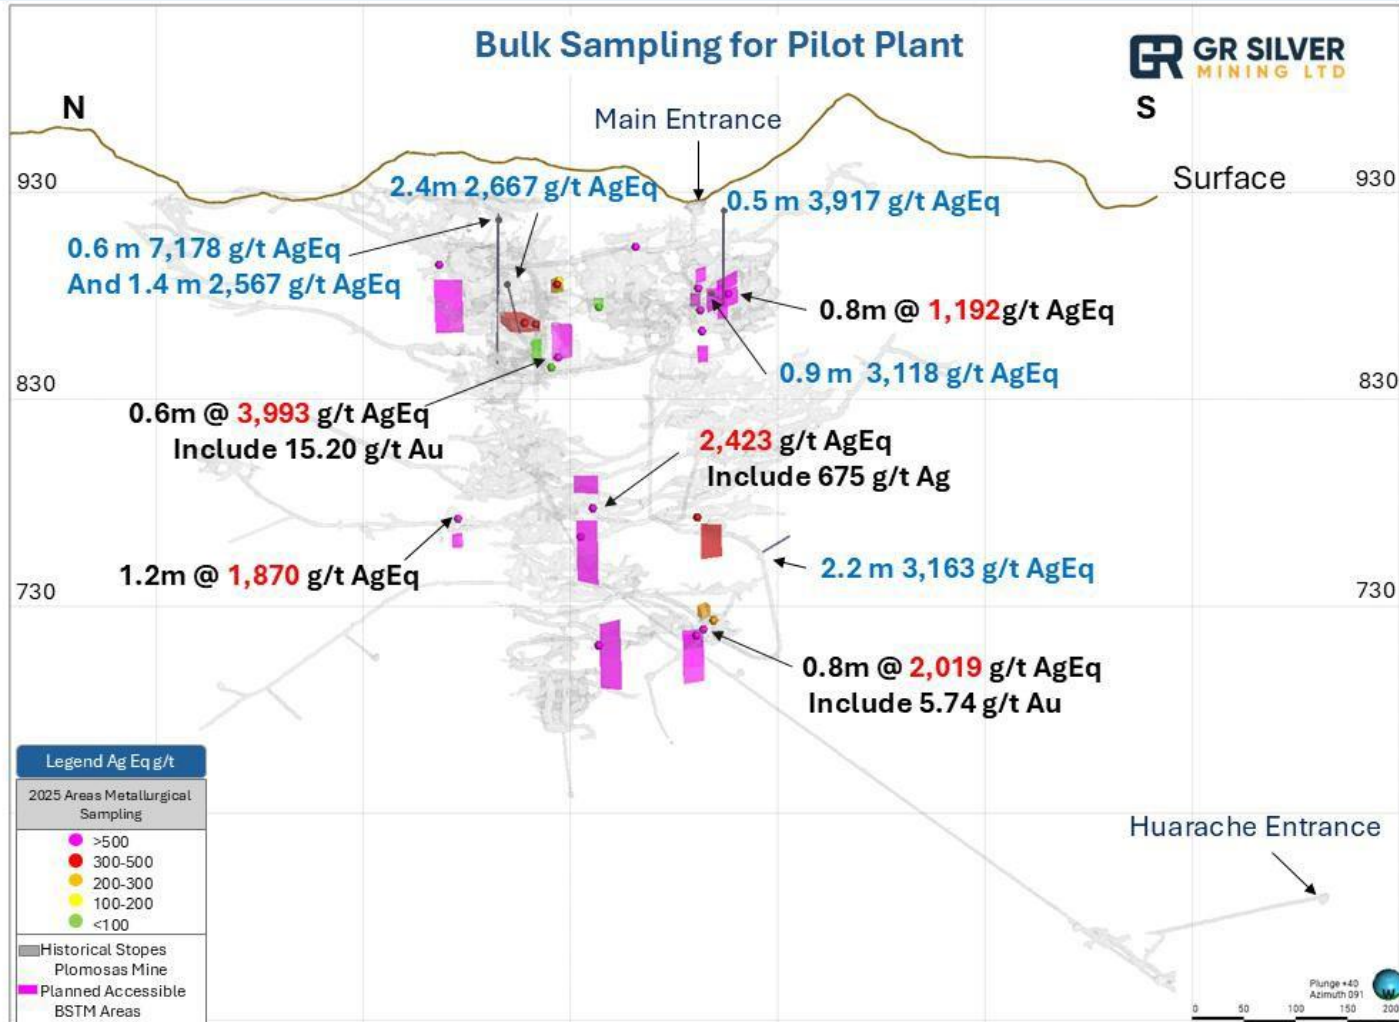 Bulk Sampling for Pilot Plant
GR SILVER
MINING LTD
N
S
Main Entrance
Surface
930
930
2.4m 2,667 g/t AgEq
0.5 m 3,917 g/t AgEq
0.6 m 7,178 g/t AgEq
And 1.4 m 2,567 g/t AgEq
0.8m @ 1,192g/t AgEq
0.9 m 3,118 g/t AgEq
830
830
0.6m @ 3,993 g/t AgEq
Include 15.20 g/t Au
2,423 g/t AgEq
Include 675 g/t Ag
1.2m @ 1,870 g/t AgEq
2.2 m 3,163 g/t AgEq
730
730
0.8m @ 2,019 g/t AgEq
Include 5.74 g/t Au
Legend Ag Eq g/t
2025 Areas Metallurgical
Sampling
>500
300-500
200-300
100-200
<100
Historical Stopes
Plomosas Mine
Planned Accessible
BSTM Areas
Huarache Entrance
Plunge +40
Azimuth 091
W
0 50 100 150 200